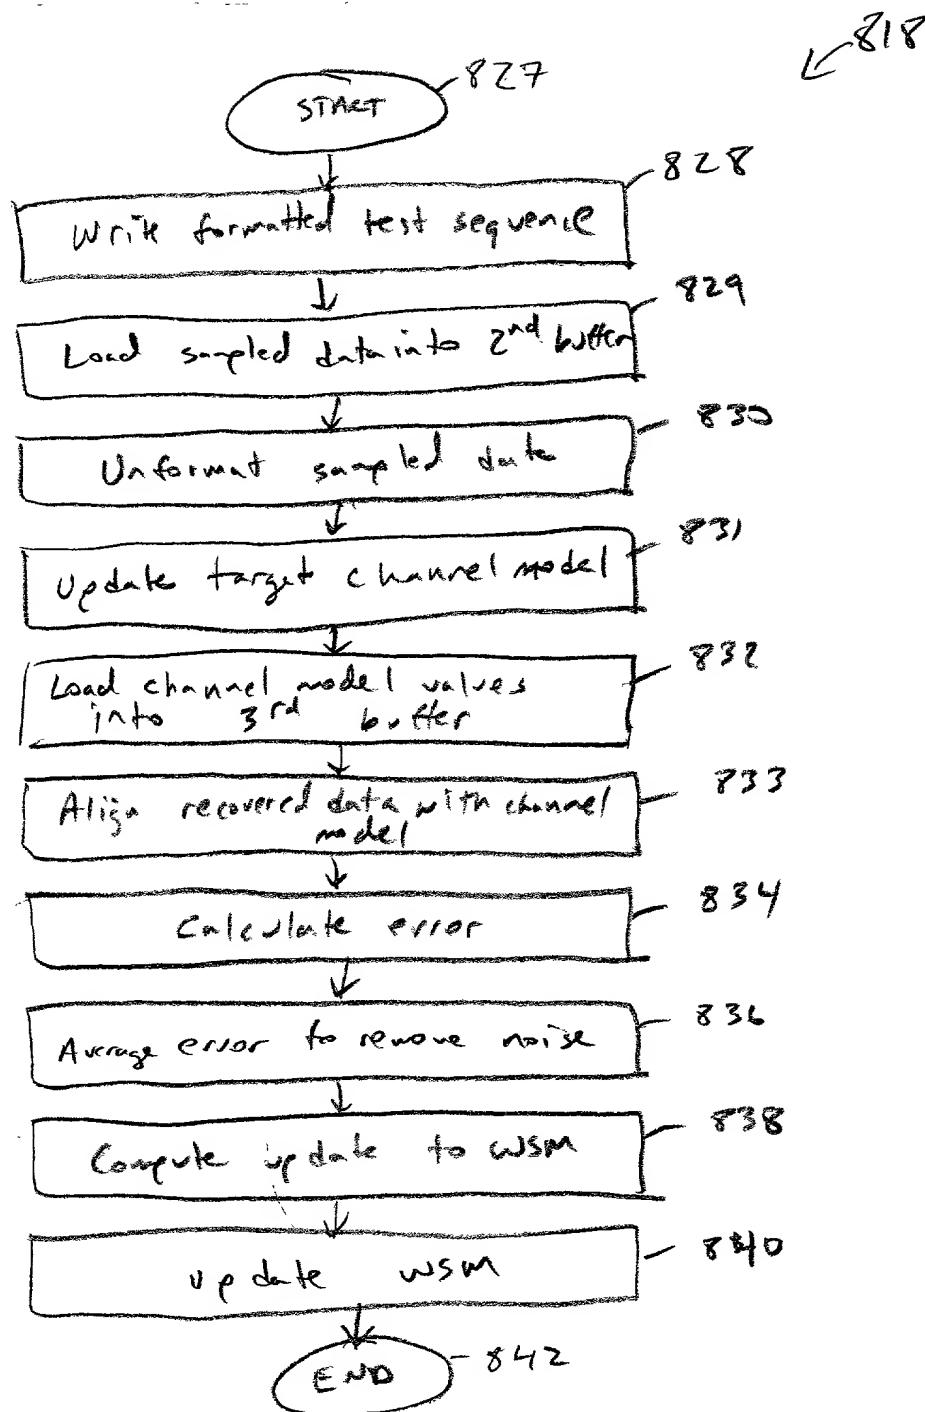 818
START
827
828
Write formatted test sequence
829
Load sampled data into 2nd buffer
830
Unformat sampled data
831
Update target channel model
832
Load channel model values
into 3rd buffer
833
Align recovered data with channel
model
834
Calculate error
836
Average error to remove noise
838
Compute update to WSM
840
update WSM
END
842